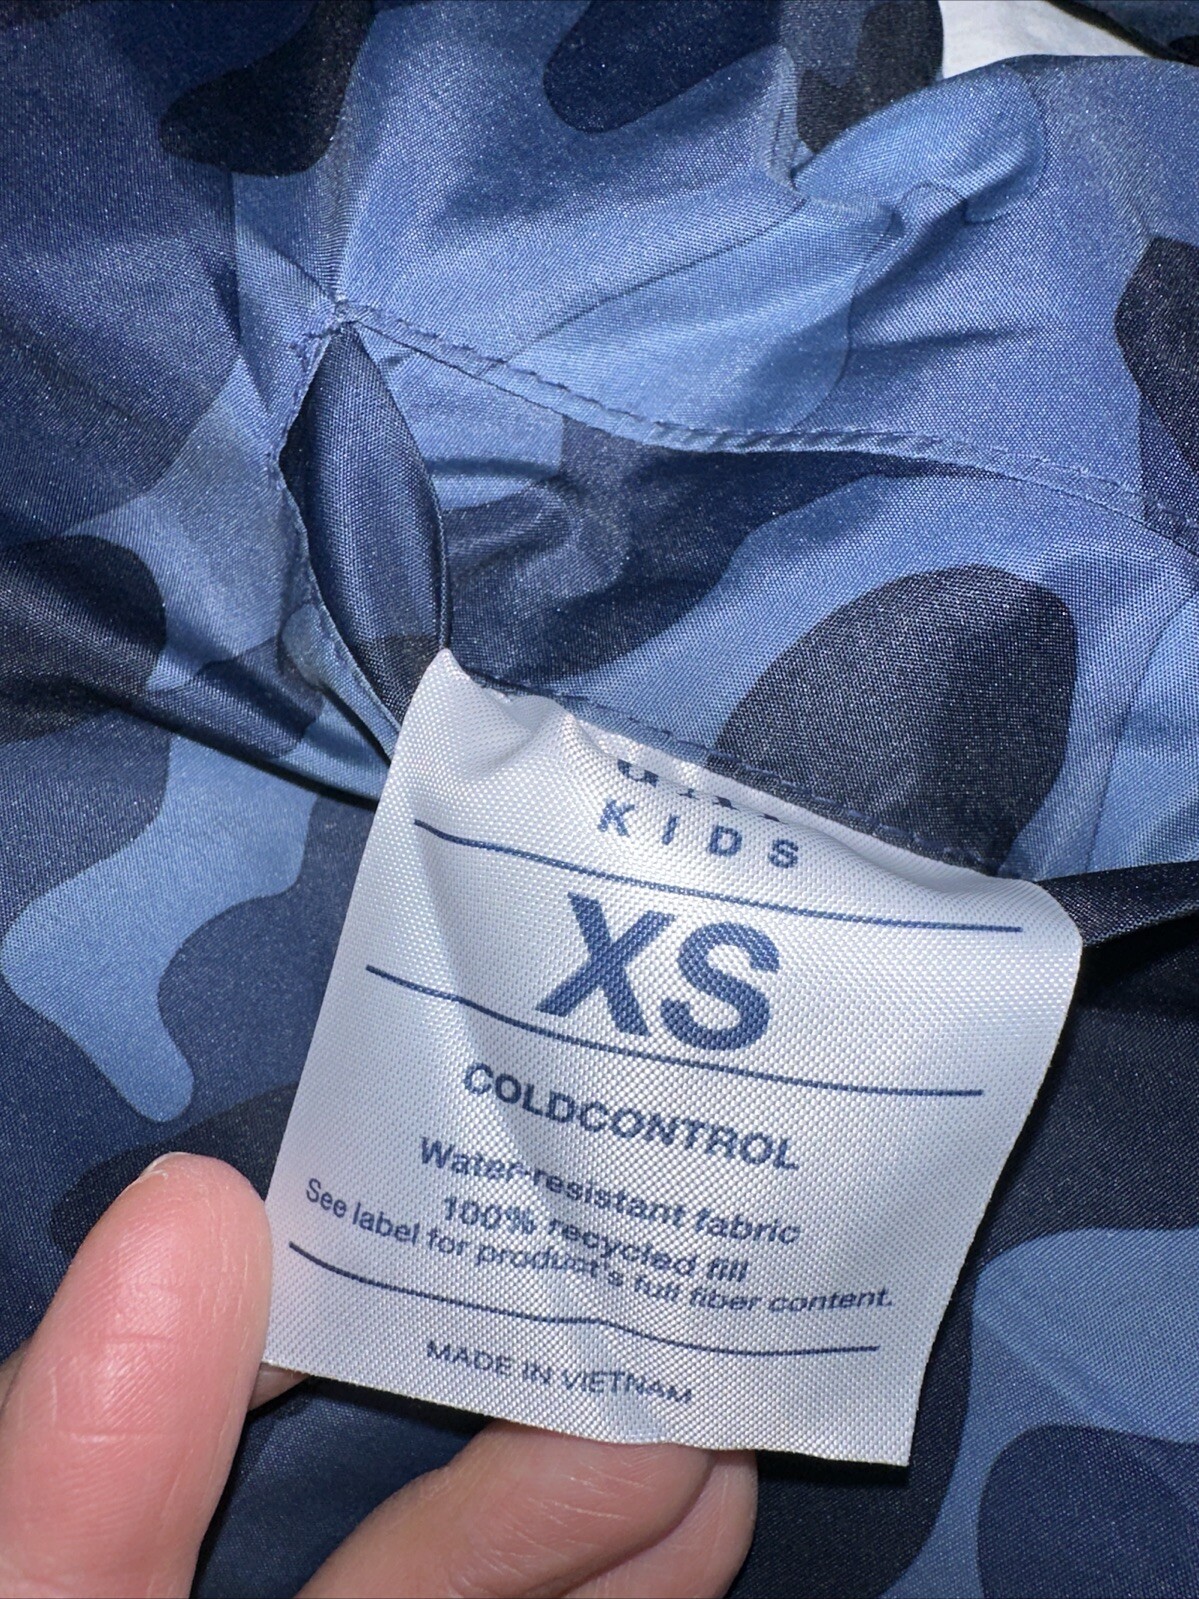 KIDS
XS
COLDCONTROL
Water-resistant fabric
100% recycled fill
See label for product's full fiber content.
MADE IN VIETNAM